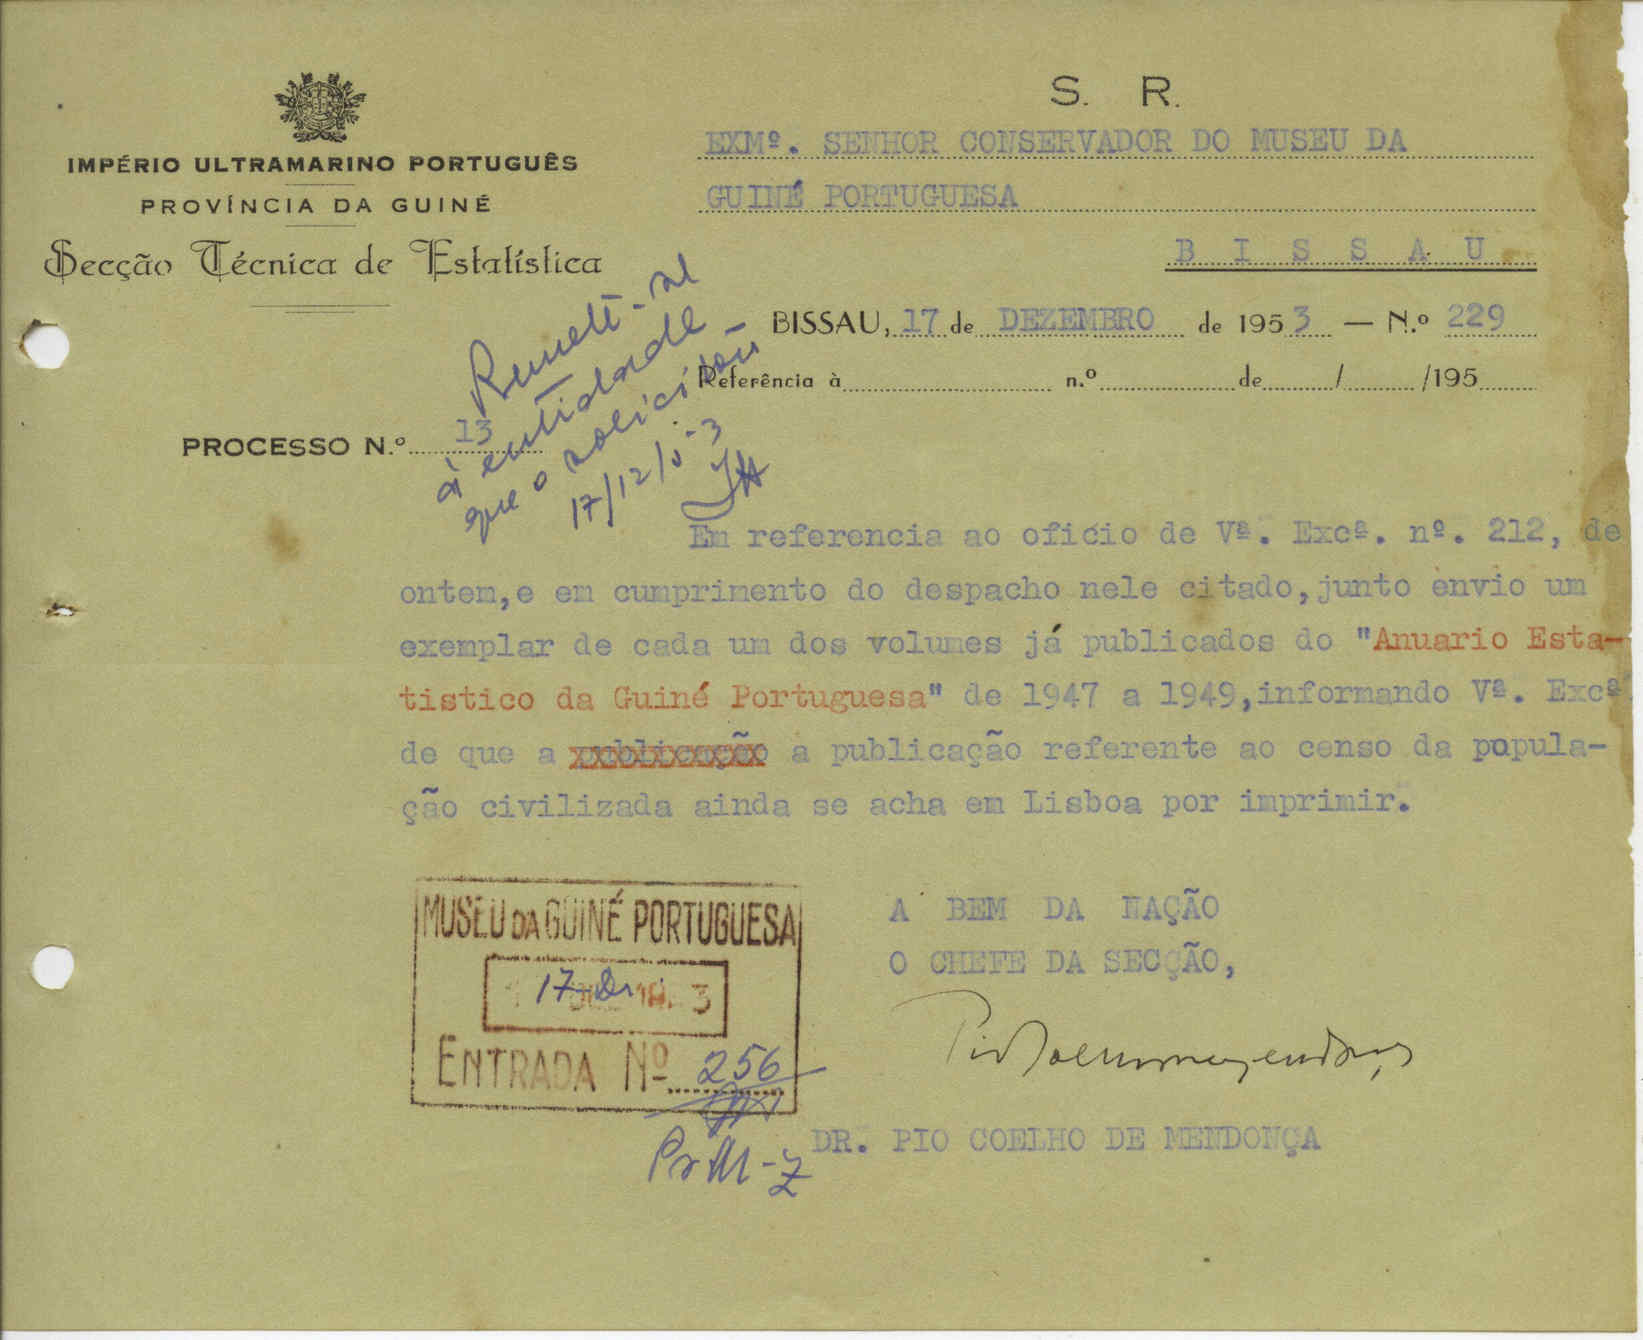 S. R.
IMPÉRIO ULTRAMARINO PORTUGUÊS
PROVÍNCIA DA GUINÉ
Secção Técnica de Estatística
EXMº. SENHOR CONSERVADOR DO MUSEU DA
GUINÉ PORTUGUESA
B I S S A U
BISSAU, 17 de DEZEMBRO de 1953 — N.º 229
Referência à n.º de / /195
PROCESSO N.º 13
Remete-se
à entidade
que o solicitou
17/12/53
Em referencia ao oficio de Vª. Excª. nº. 212, de
ontem,e em cumprimento do despacho nele citado,junto envio um
exemplar de cada um dos volumes já publicados do "Anuario Esta-
tistico da Guiné Portuguesa" de 1947 a 1949,informando Vª. Excª
de que a a publicação referente ao censo da popula-
ção civilizada ainda se acha em Lisboa por imprimir.
A BEM DA NAÇÃO
O CHEFE DA SECÇÃO,
DR. PIO COELHO DE MENDONÇA
MUSEU DA GUINÉ PORTUGUESA
17
ENTRADA Nº 256